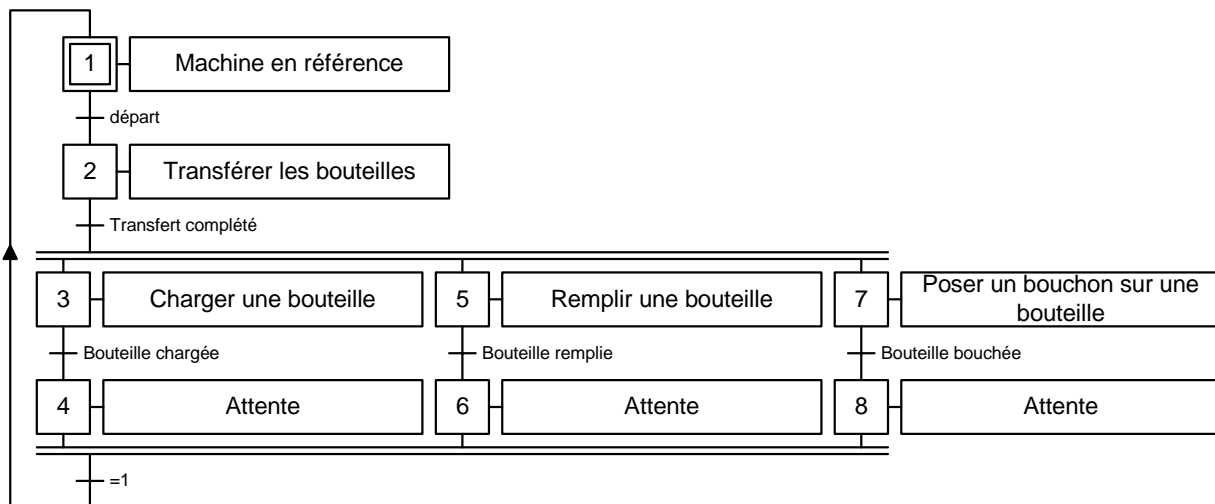 1
Machine en référence
départ
2
Transférer les bouteilles
Transfert complété
3
Charger une bouteille
5
Remplir une bouteille
7
Poser un bouchon sur une
bouteille
Bouteille chargée
Bouteille remplie
Bouteille bouchée
4
Attente
6
Attente
8
Attente
=1